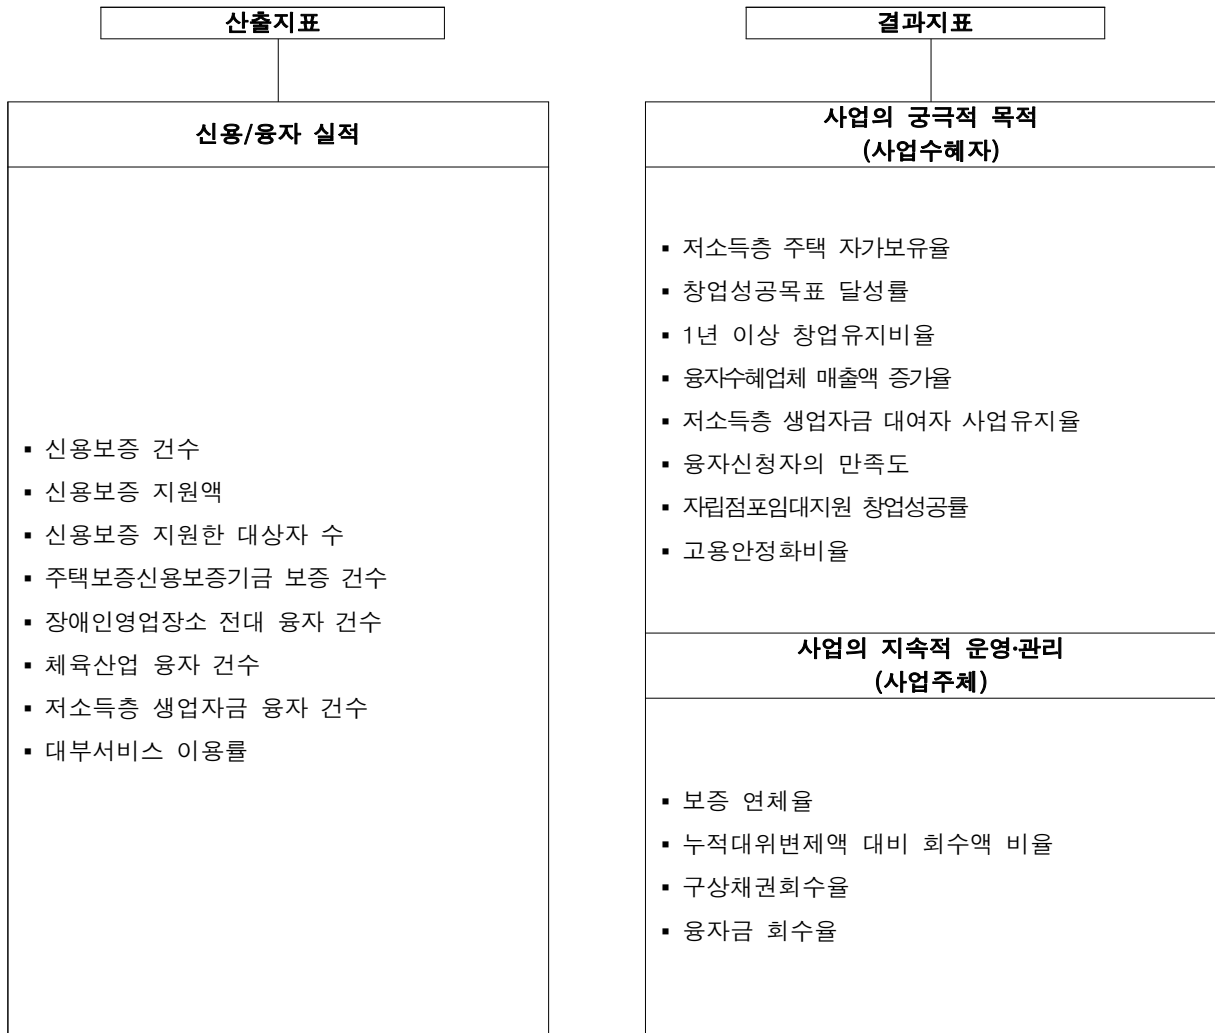 산출지표
신용/융자 실적
▪ 신용보증 건수
▪ 신용보증 지원액
▪ 신용보증 지원한 대상자 수
▪ 주택보증신용보증기금 보증 건수
▪ 장애인영업장소 전대 융자 건수
▪ 체육산업 융자 건수
▪ 저소득층 생업자금 융자 건수
▪ 대부서비스 이용률
결과지표
사업의 궁극적 목적
(사업수혜자)
▪ 저소득층 주택 자가보유율
▪ 창업성공목표 달성률
▪ 1년 이상 창업유지비율
▪ 융자수혜업체 매출액 증가율
▪ 저소득층 생업자금 대여자 사업유지율
▪ 융자신청자의 만족도
▪ 자립점포임대지원 창업성공률
▪ 고용안정화비율
사업의 지속적 운영·관리
(사업주체)
▪ 보증 연체율
▪ 누적대위변제액 대비 회수액 비율
▪ 구상채권회수율
▪ 융자금 회수율